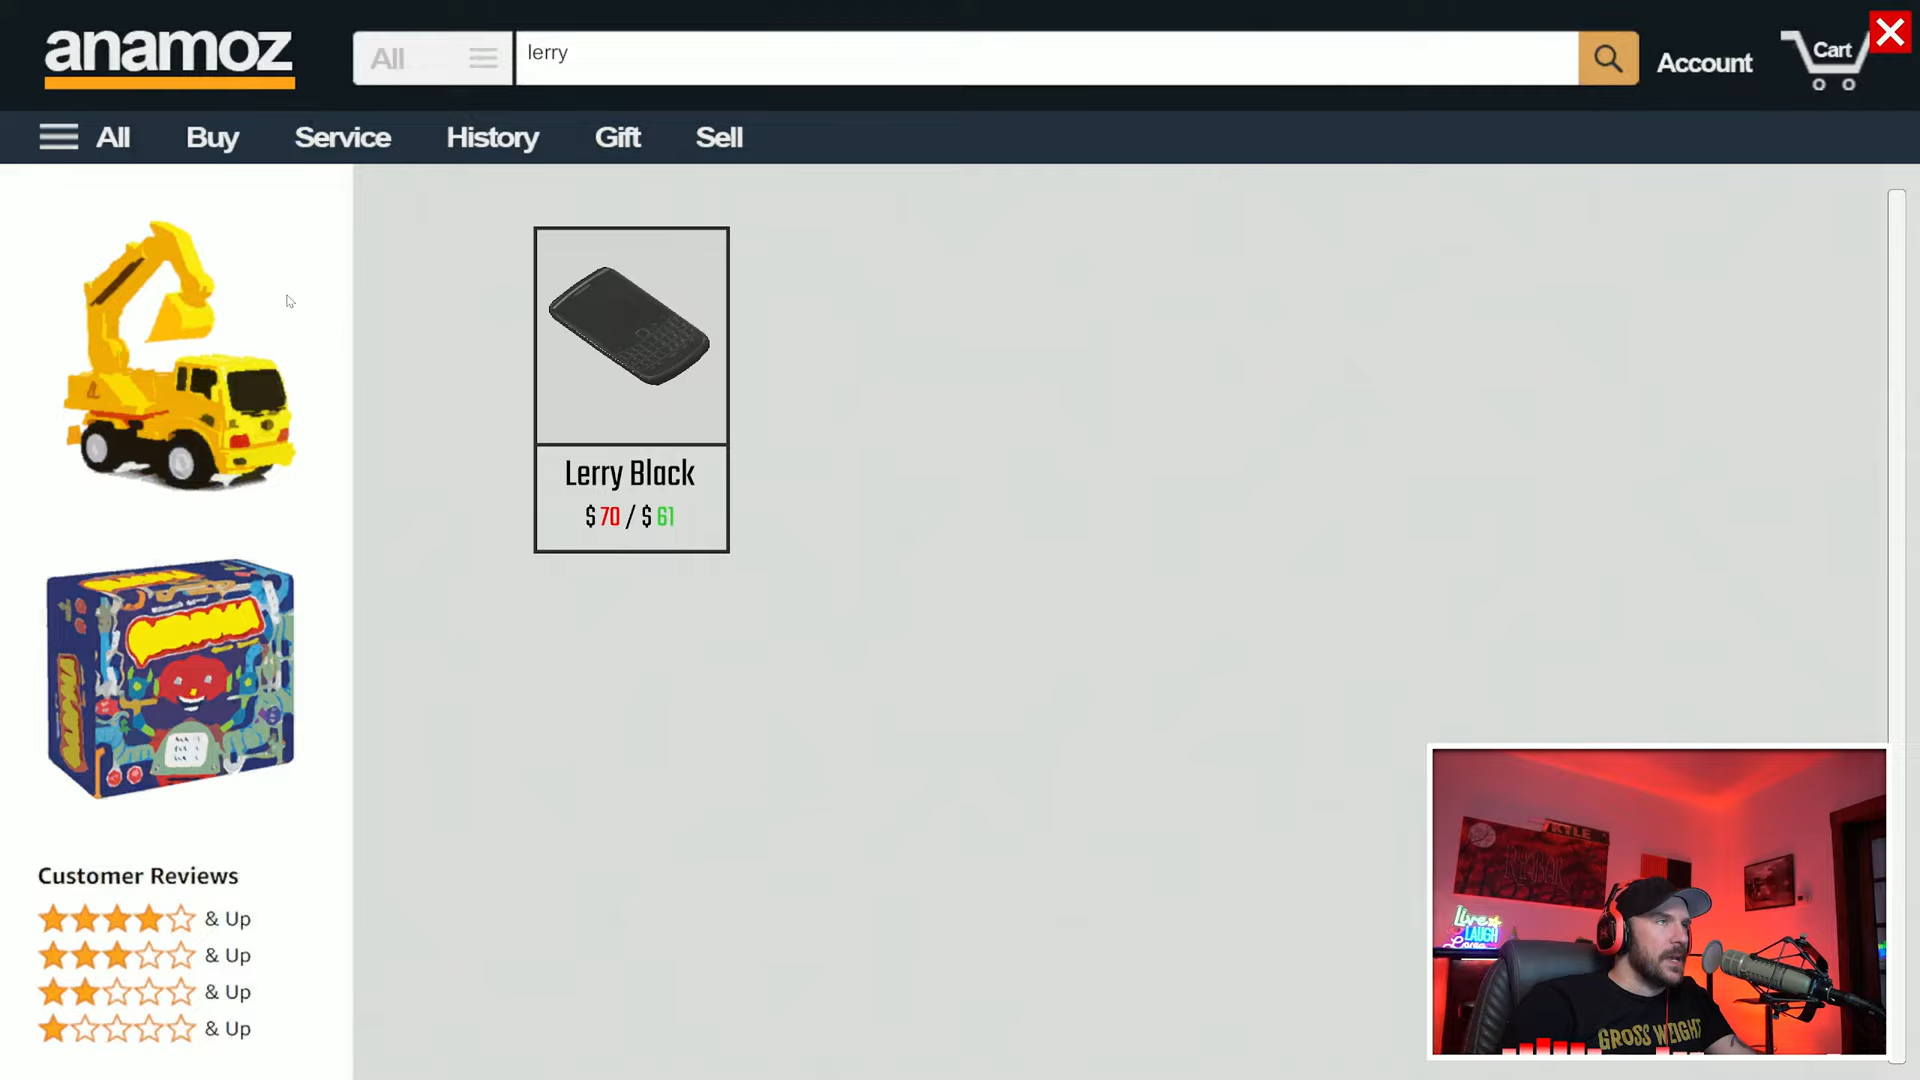 anamoz
All
lerry
Account
Cart
All Buy Service History Gift Sell
Lerry Black
$ 70 / $ 61
Customer Reviews
& Up
& Up
& Up
& Up
Live
LAUGH
GROSS WEIGHT